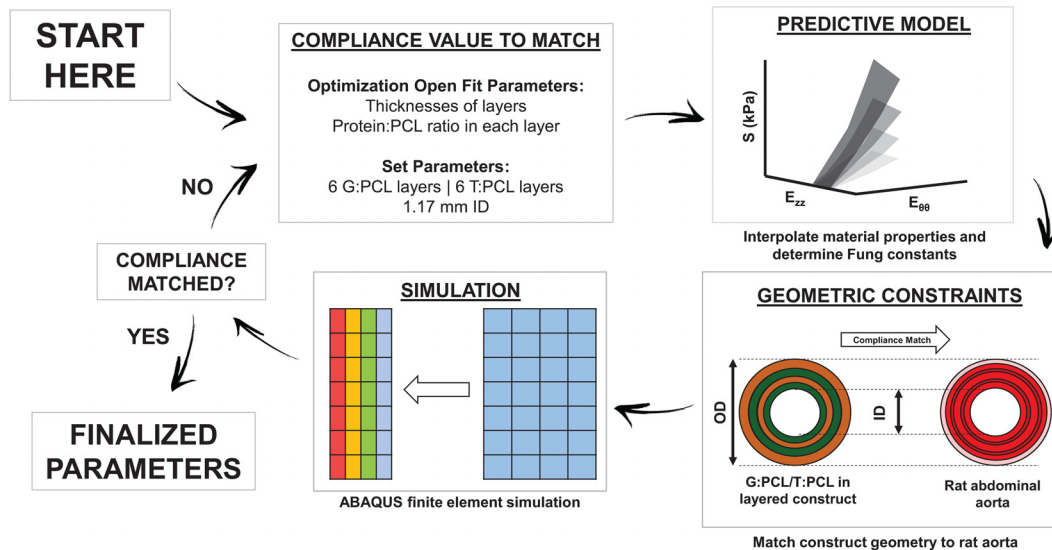 START
HERE
COMPLIANCE VALUE TO MATCH
Optimization Open Fit Parameters:
Thicknesses of layers
Protein:PCL ratio in each layer
Set Parameters:
6 G:PCL layers | 6 T:PCL layers
1.17 mm ID
PREDICTIVE MODEL
S (kPa)
Ezz
Eθθ
Interpolate material properties and
determine Fung constants
GEOMETRIC CONSTRAINTS
Compliance Match
OD
ID
G:PCL/T:PCL in
layered construct
Rat abdominal
aorta
Match construct geometry to rat aorta
SIMULATION
ABAQUS finite element simulation
COMPLIANCE
MATCHED?
NO
YES
FINALIZED
PARAMETERS